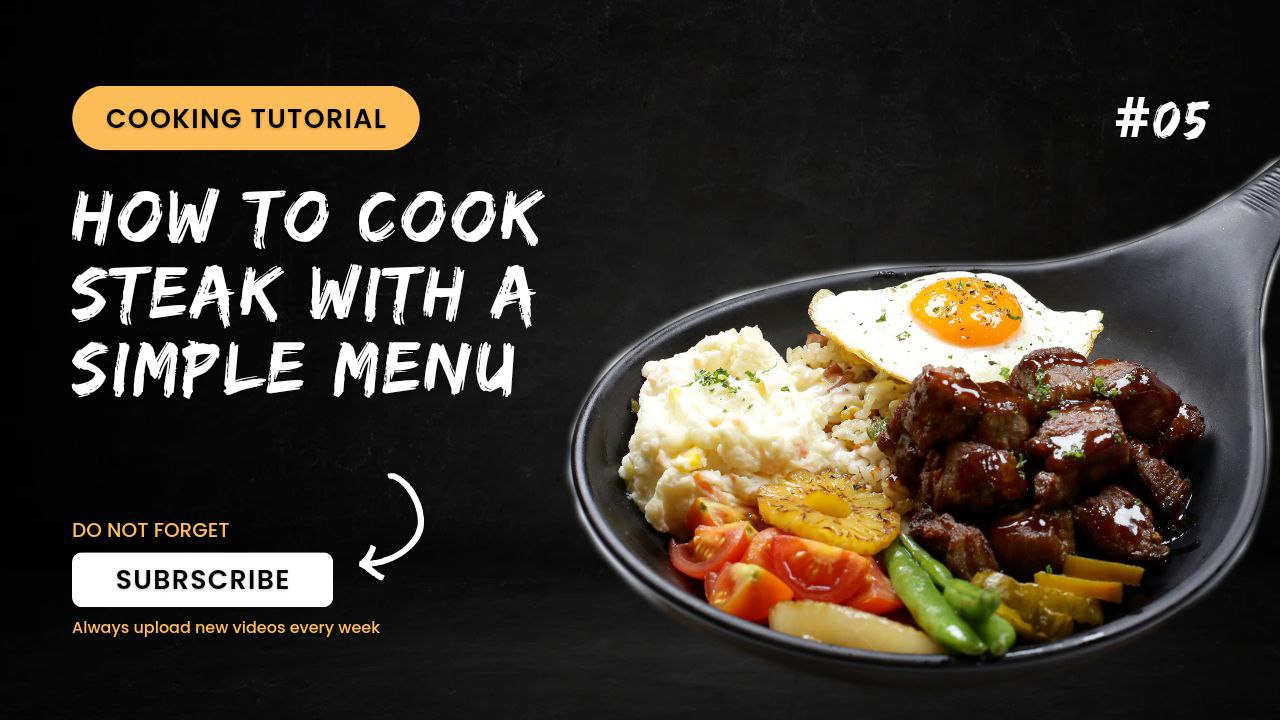 COOKING TUTORIAL
#05
HOW TO COOK
STEAK WITH A
SIMPLE MENU
DO NOT FORGET
SUBRSCRIBE
Always upload new videos every week